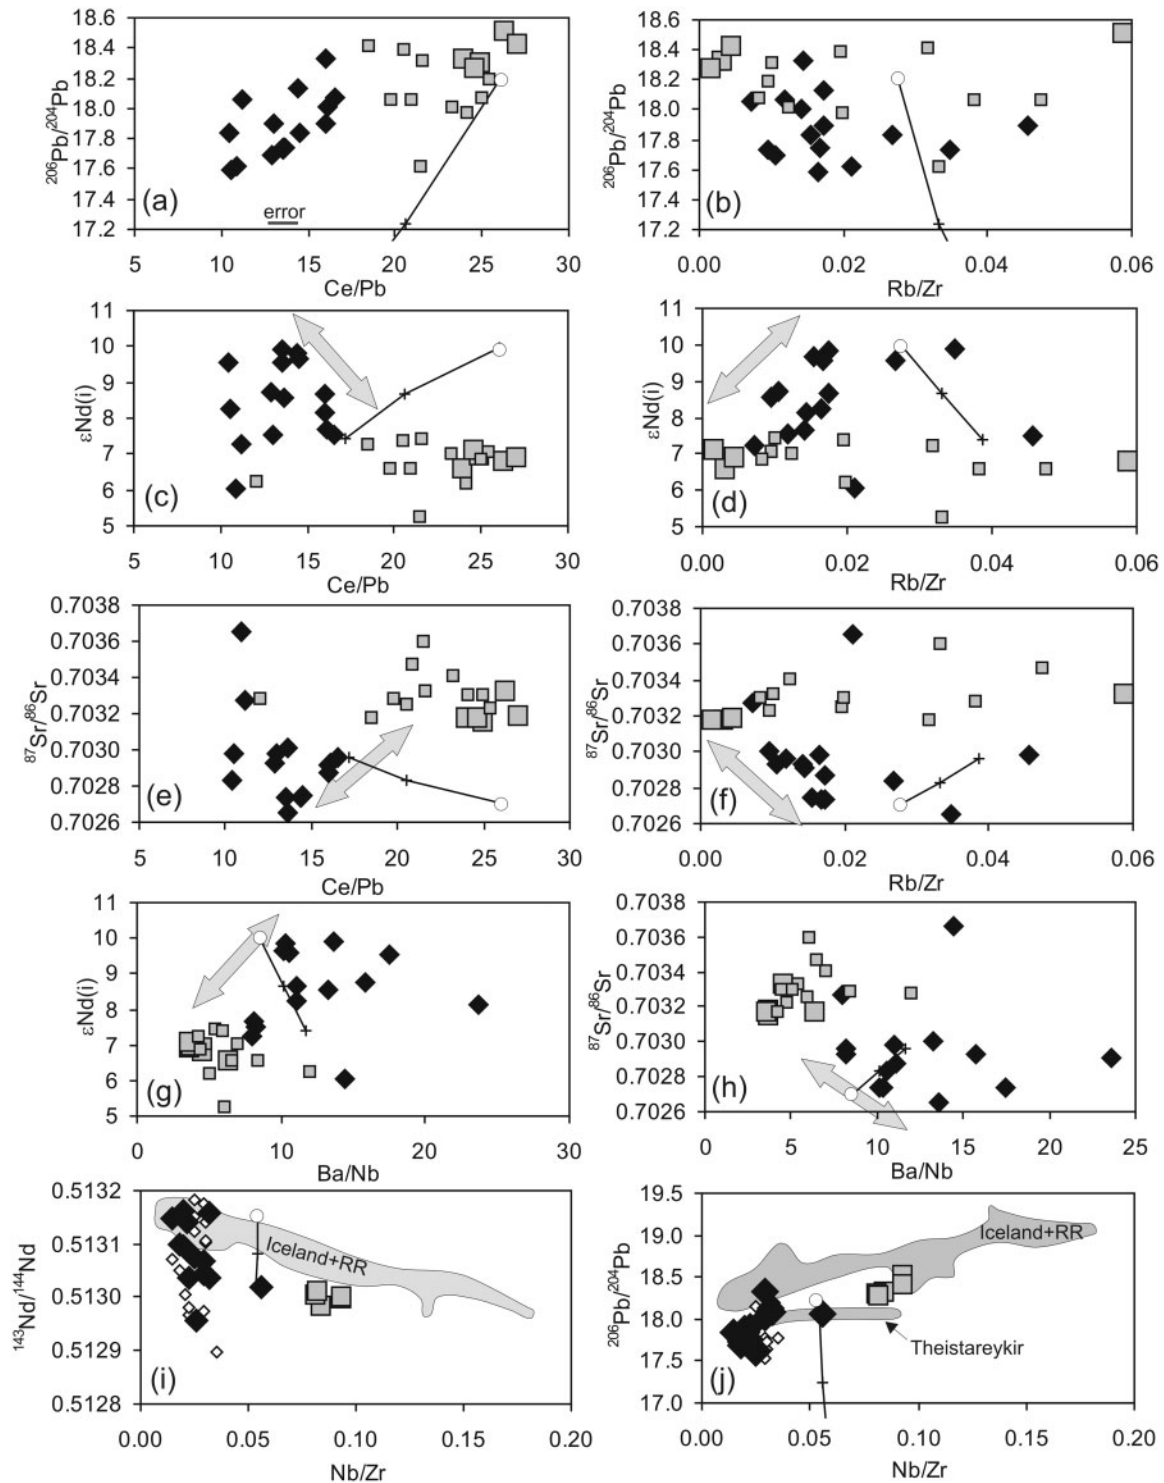 18.6
18.4
18.2
18.0
17.8
17.6
17.4
17.2
206Pb/204Pb
(a)
error
5 10 15 20 25 30
Ce/Pb
18.6
18.4
18.2
18.0
17.8
17.6
17.4
17.2
206Pb/204Pb
(b)
0.00 0.02 0.04 0.06
Rb/Zr
11
10
9
8
7
6
5
εNd(i)
(c)
5 10 15 20 25 30
Ce/Pb
11
10
9
8
7
6
5
εNd(i)
(d)
0.00 0.02 0.04 0.06
Rb/Zr
0.7038
0.7036
0.7034
0.7032
0.7030
0.7028
0.7026
87Sr/86Sr
(e)
5 10 15 20 25 30
Ce/Pb
0.7038
0.7036
0.7034
0.7032
0.7030
0.7028
0.7026
87Sr/86Sr
(f)
0.00 0.02 0.04 0.06
Rb/Zr
11
10
9
8
7
6
5
εNd(i)
(g)
0 10 20 30
Ba/Nb
0.7038
0.7036
0.7034
0.7032
0.7030
0.7028
0.7026
87Sr/86Sr
(h)
0 5 10 15 20 25
Ba/Nb
0.5132
0.5131
0.5130
0.5129
0.5128
143Nd/144Nd
Iceland+RR
(i)
0.00 0.05 0.10 0.15 0.20
Nb/Zr
19.5
19.0
18.5
18.0
17.5
17.0
206Pb/204Pb
Iceland+RR
Theistareykir
(j)
0.00 0.05 0.10 0.15 0.20
Nb/Zr